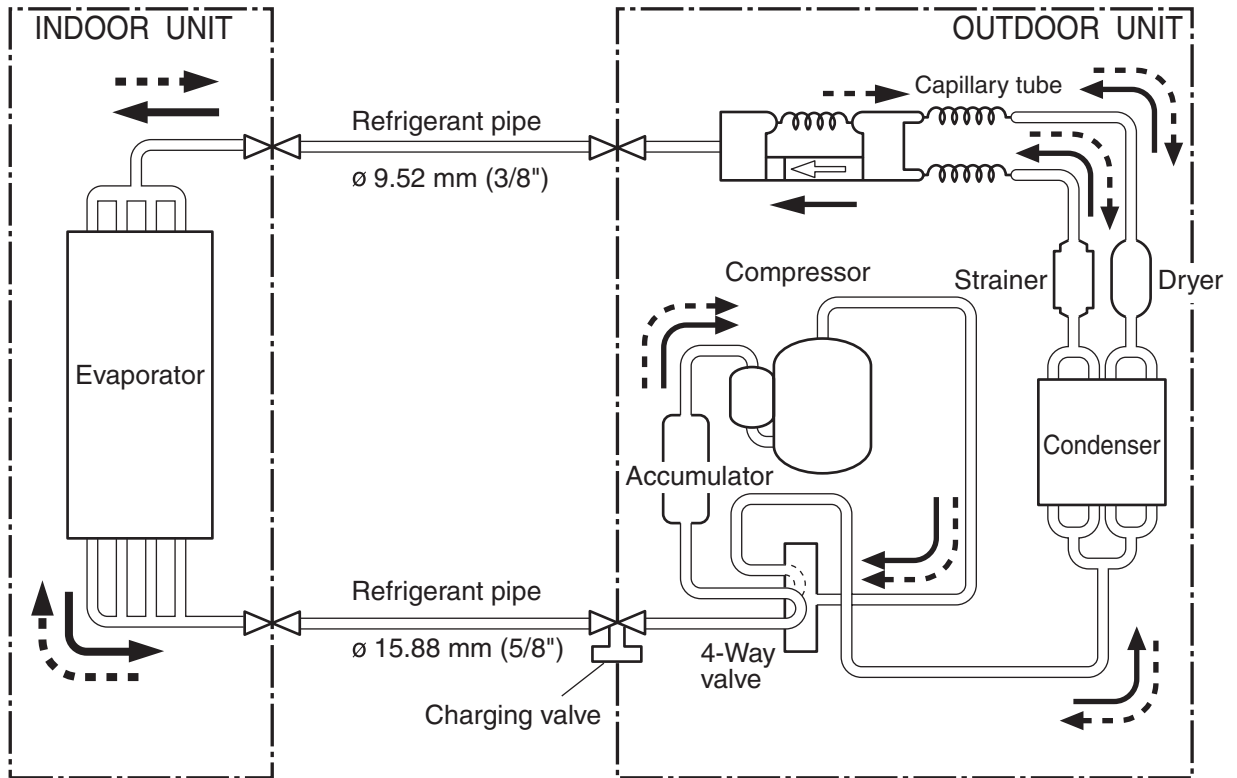 INDOOR UNIT
OUTDOOR UNIT
Capillary tube
Refrigerant pipe
ø 9.52 mm (3/8")
Compressor
Strainer
Dryer
Evaporator
Condenser
Accumulator
Refrigerant pipe
ø 15.88 mm (5/8")
4-Way
valve
Charging valve